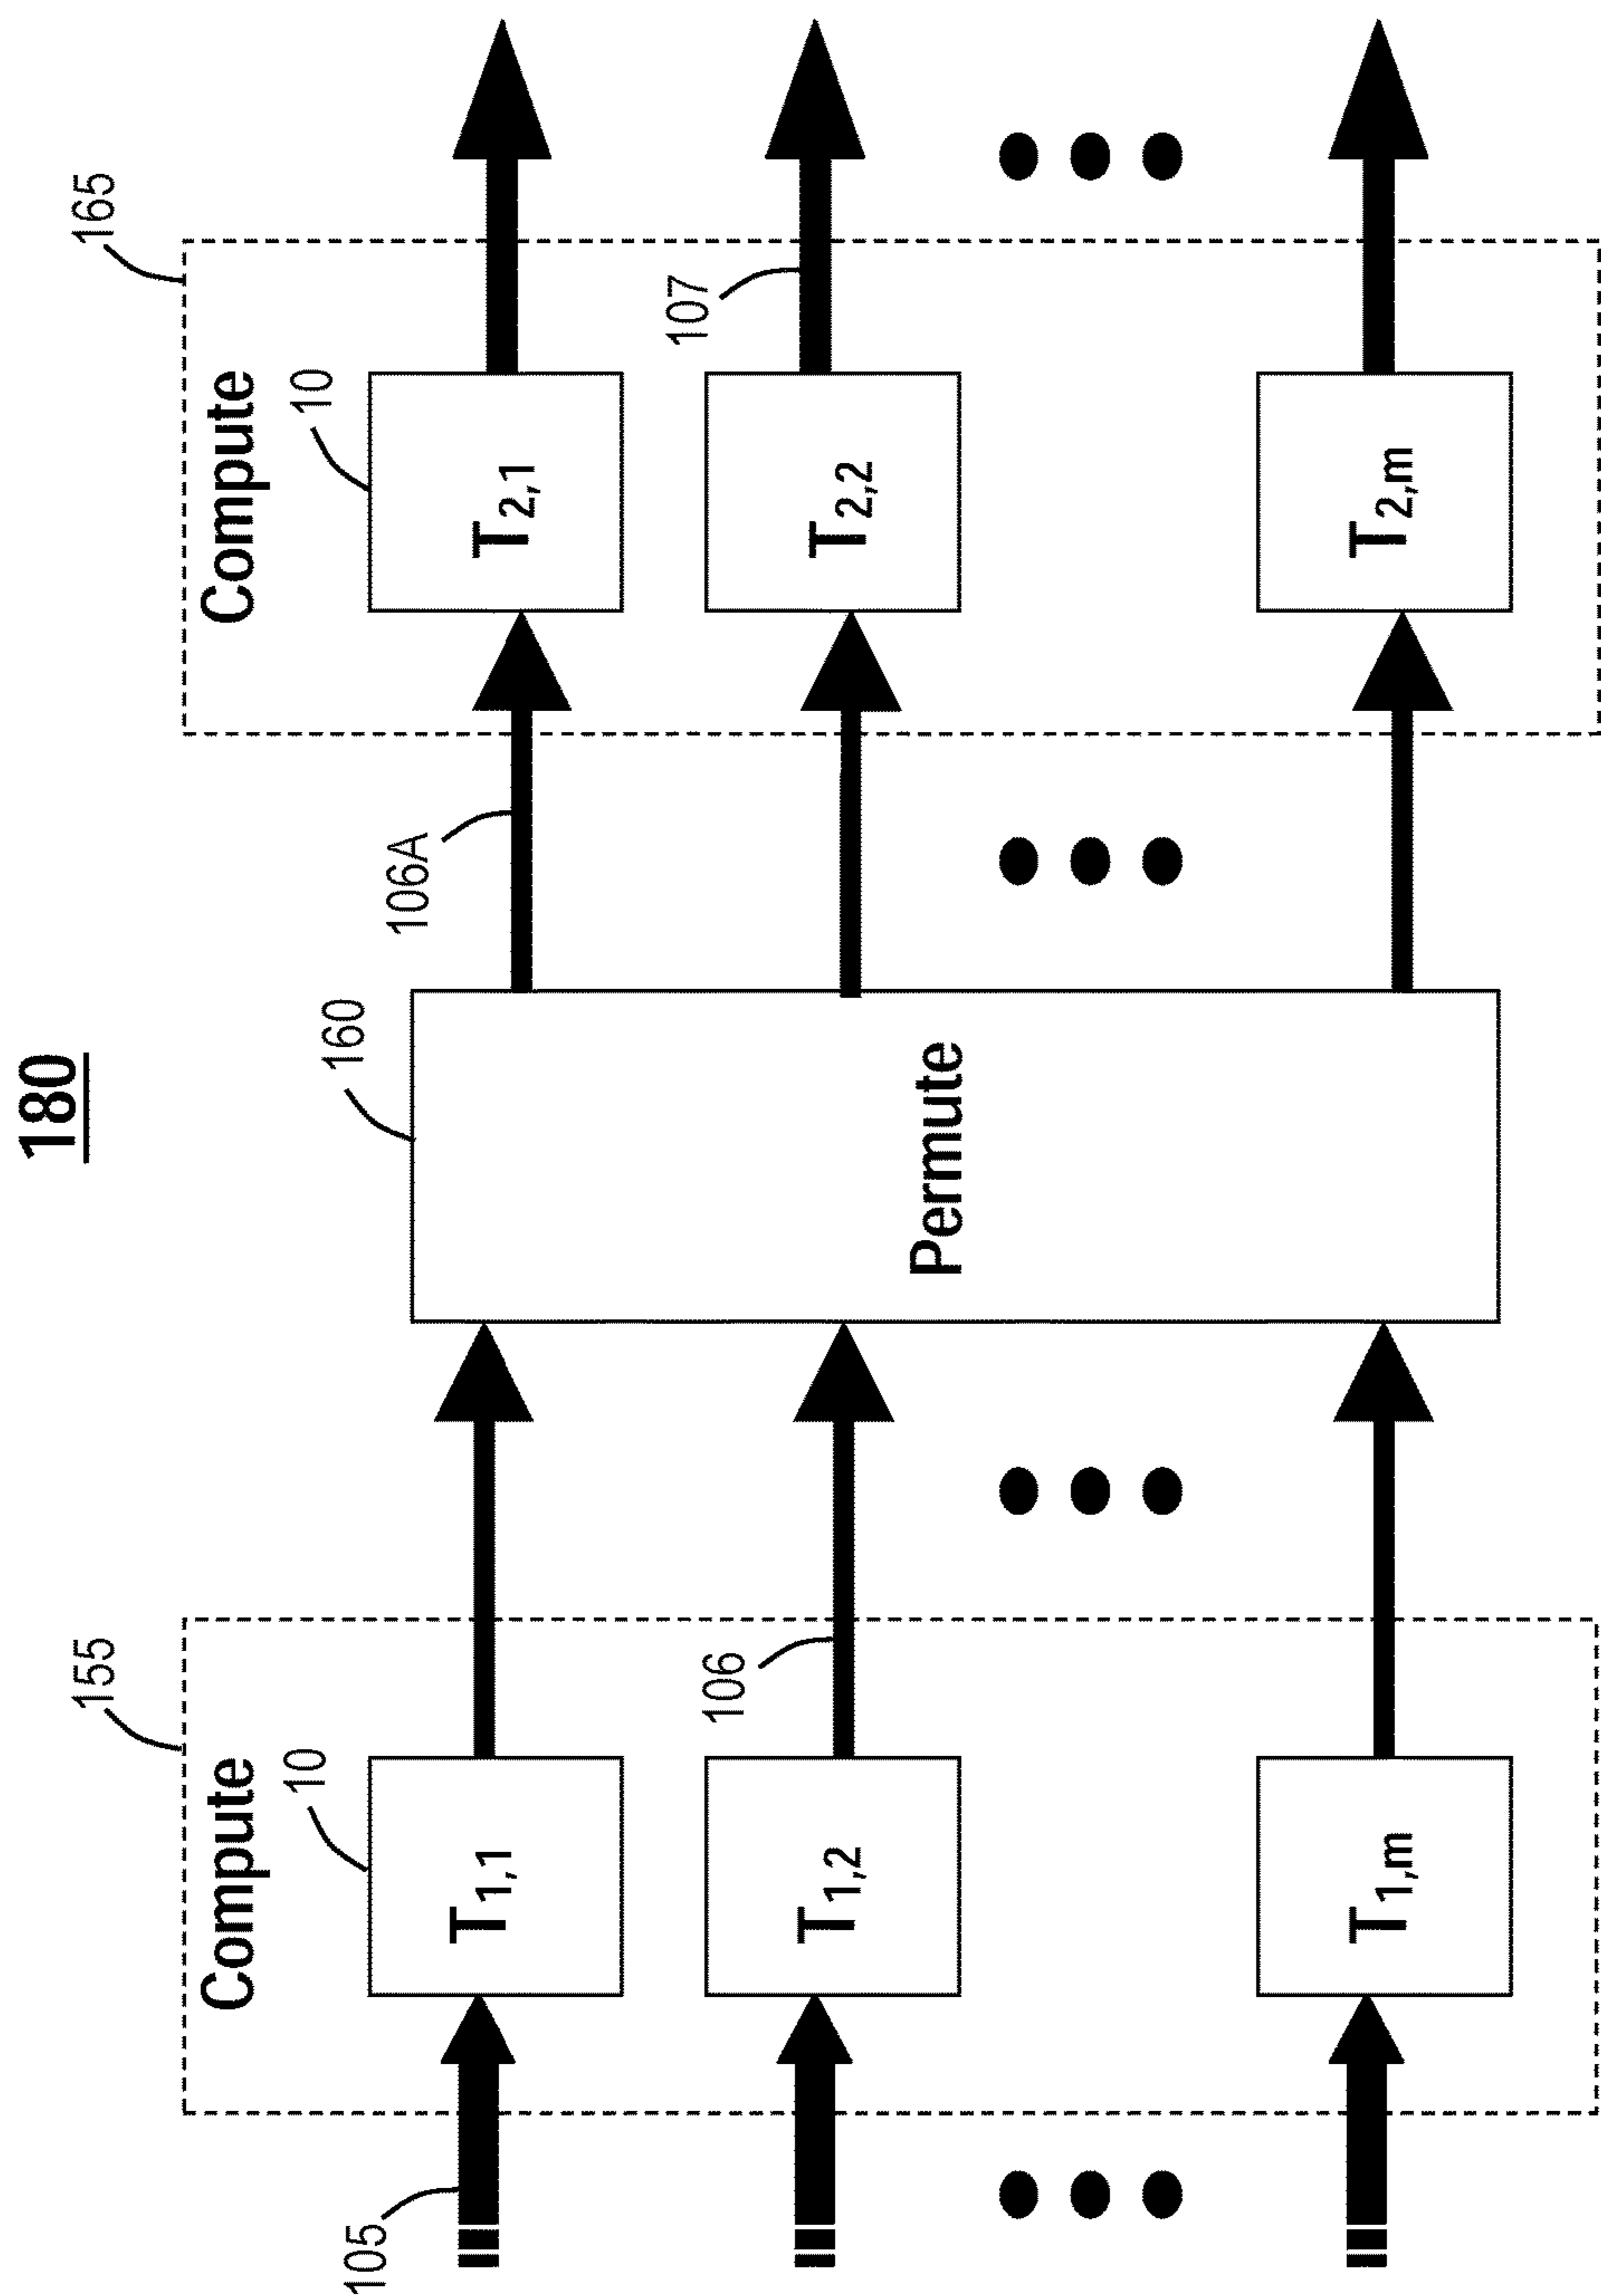 180
155
Compute
10
T1,1
T1,2
T1,m
105
106
160
Permute
106A
165
Compute
10
T2,1
T2,2
T2,m
107